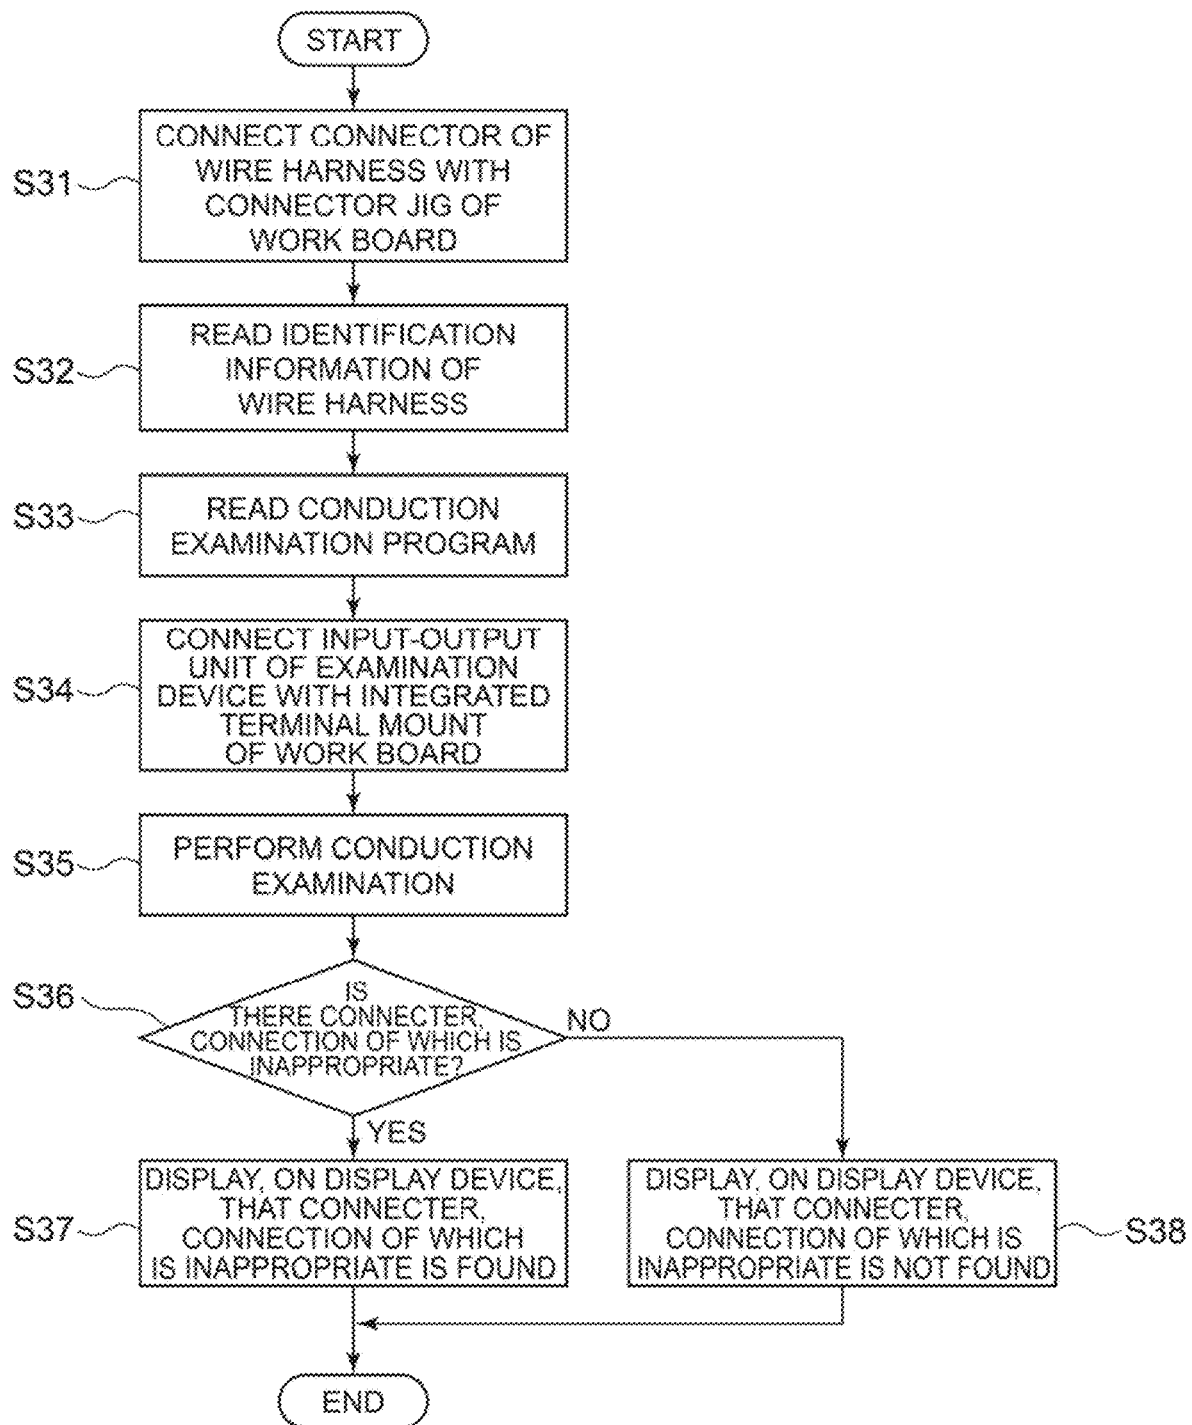 START
S31
CONNECT CONNECTOR OF
WIRE HARNESS WITH
CONNECTOR JIG OF
WORK BOARD
S32
READ IDENTIFICATION
INFORMATION OF
WIRE HARNESS
S33
READ CONDUCTION
EXAMINATION PROGRAM
S34
CONNECT INPUT-OUTPUT
UNIT OF EXAMINATION
DEVICE WITH INTEGRATED
TERMINAL MOUNT
OF WORK BOARD
S35
PERFORM CONDUCTION
EXAMINATION
S36
IS
THERE CONNECTER,
CONNECTION OF WHICH IS
INAPPROPRIATE?
NO
YES
S37
DISPLAY, ON DISPLAY DEVICE,
THAT CONNECTER,
CONNECTION OF WHICH
IS INAPPROPRIATE IS FOUND
DISPLAY, ON DISPLAY DEVICE,
THAT CONNECTER,
CONNECTION OF WHICH IS
INAPPROPRIATE IS NOT FOUND
S38
END